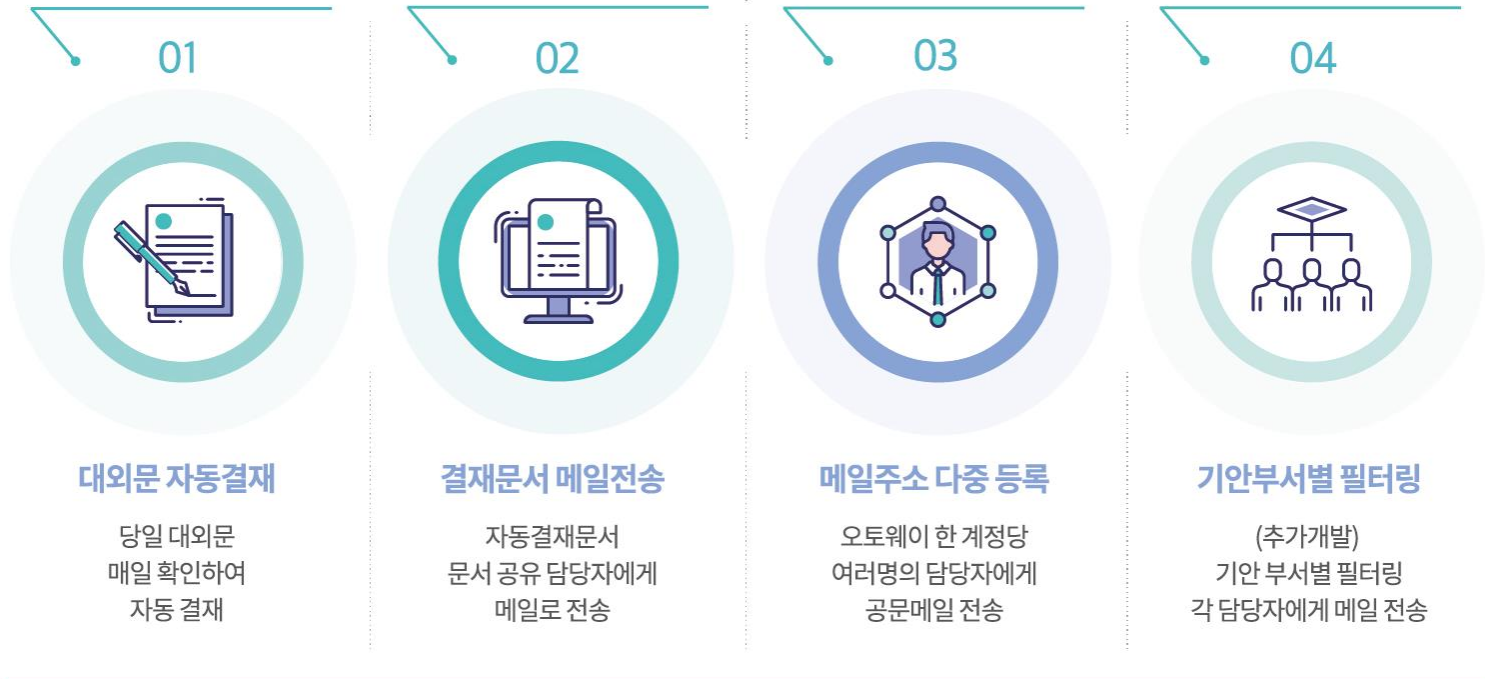 01
대외문 자동결재
당일 대외문
매일 확인하여
자동 결재
02
결재문서 메일전송
자동결재문서
문서 공유 담당자에게
메일로 전송
03
메일주소 다중 등록
오토웨이 한 계정당
여러명의 담당자에게
공문메일 전송
04
기안부서별 필터링
(추가개발)
기안 부서별 필터링
각 담당자에게 메일 전송